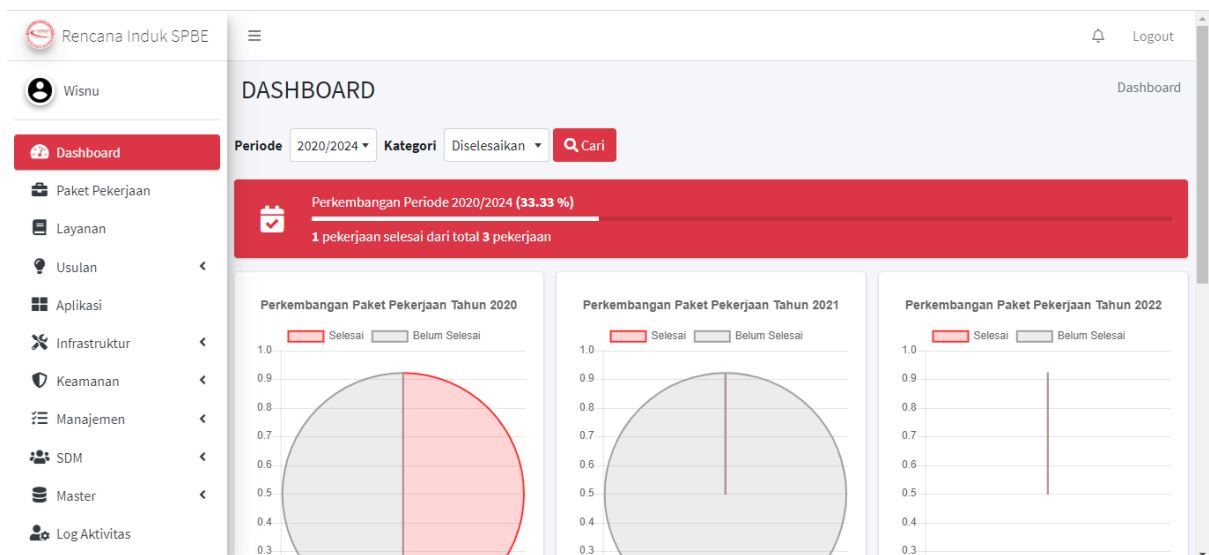 Rencana Induk SPBE
Logout
Wisnu
DASHBOARD
Dashboard
Periode 2020/2024 Kategori Diselesaikan Cari
Dashboard
Paket Pekerjaan
Layanan
Usulan
Aplikasi
Infrastruktur
Keamanan
Manajemen
SDM
Master
Log Aktivitas
Perkembangan Periode 2020/2024 (33.33 %)
1 pekerjaan selesai dari total 3 pekerjaan
Perkembangan Paket Pekerjaan Tahun 2020
Selesai Belum Selesai
1.0
0.9
0.8
0.7
0.6
0.5
0.4
0.3
Perkembangan Paket Pekerjaan Tahun 2021
Selesai Belum Selesai
1.0
0.9
0.8
0.7
0.6
0.5
0.4
0.3
Perkembangan Paket Pekerjaan Tahun 2022
Selesai Belum Selesai
1.0
0.9
0.8
0.7
0.6
0.5
0.4
0.3